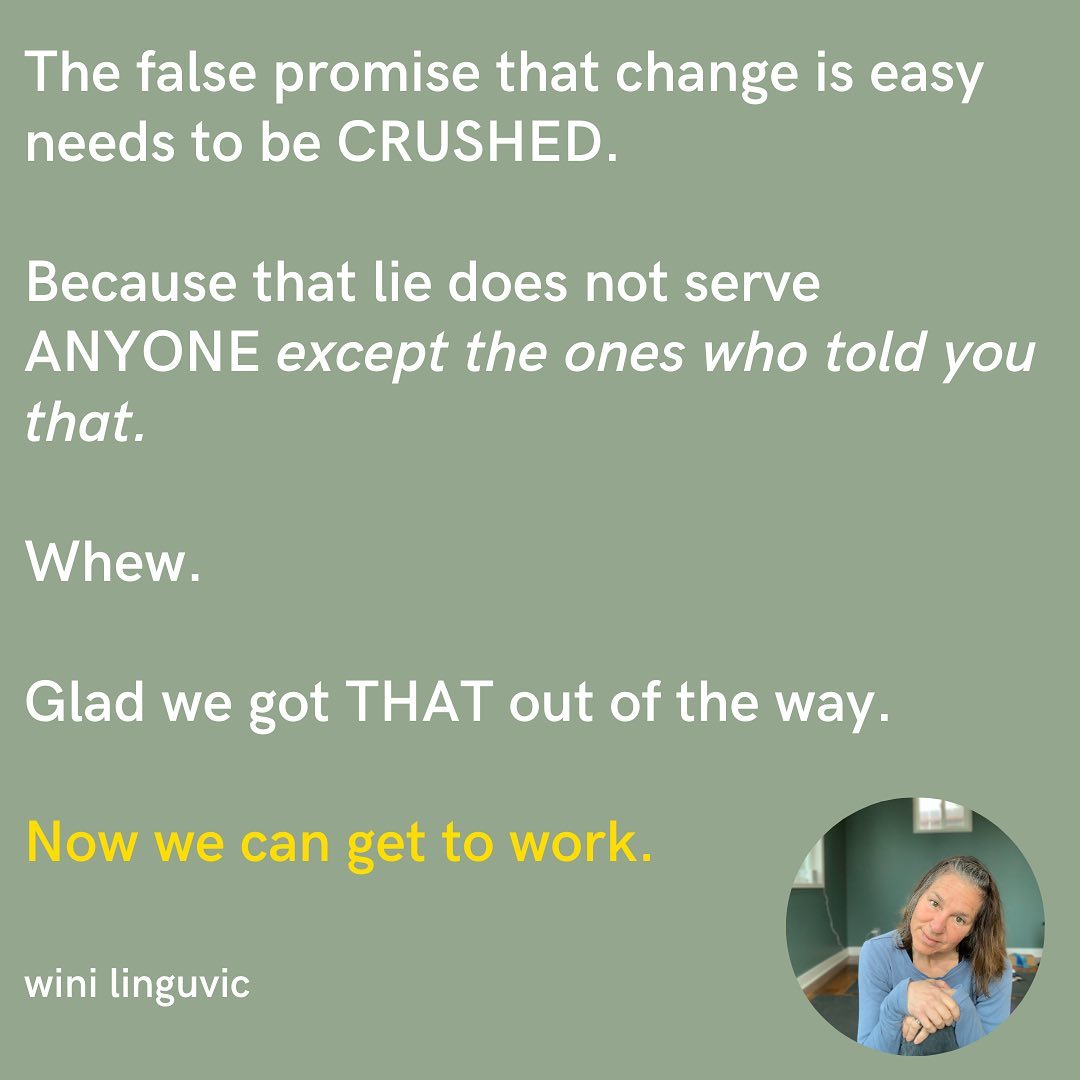 The false promise that change is easy
needs to be CRUSHED.
Because that lie does not serve
ANYONE except the ones who told you
that.
Whew.
Glad we got THAT out of the way.
Now we can get to work.
wini linguvic